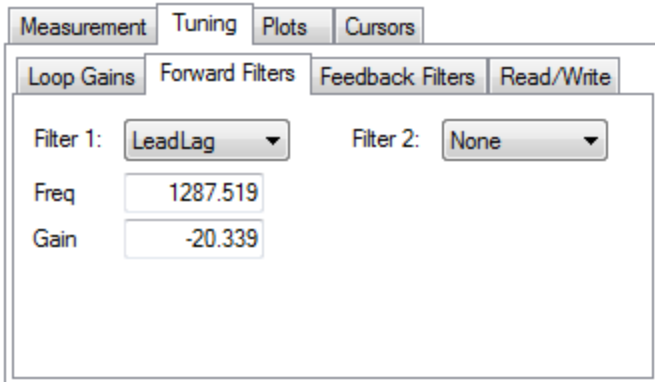 Measurement Tuning Plots Cursors
Loop Gains Forward Filters Feedback Filters Read/Write
Filter 1: LeadLag Filter 2: None
Freq 1287.519
Gain -20.339